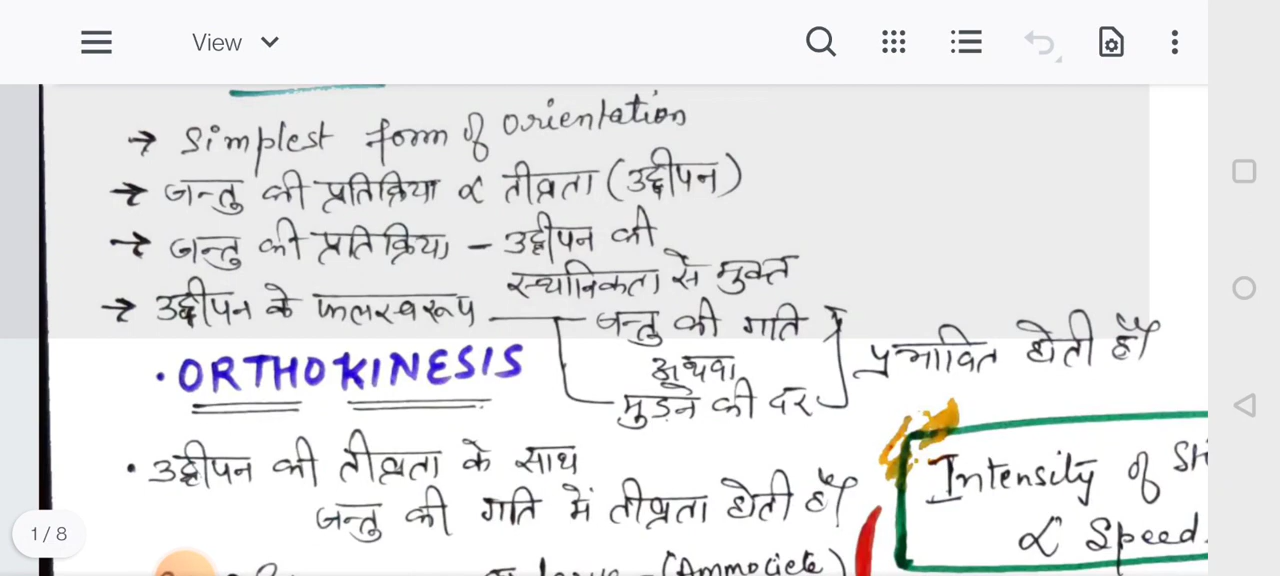 View
→ Simplest form of orientation
→ जन्तु की प्रतिक्रिया ∝ तीव्रता (उद्दीपन)
→ जन्तु की प्रतिक्रिया – उद्दीपन की
स्थानिकता से मुक्त
→ उद्दीपन के फलस्वरूप जन्तु की गति
अथवा
मुड़ने की दर
प्रभावित होती हैं
• ORTHOKINESIS
• उद्दीपन की तीव्रता के साथ
जन्तु की गति में तीव्रता होती हैं
Intensity of
∝ Speed.
(Ammociete)
1 / 8